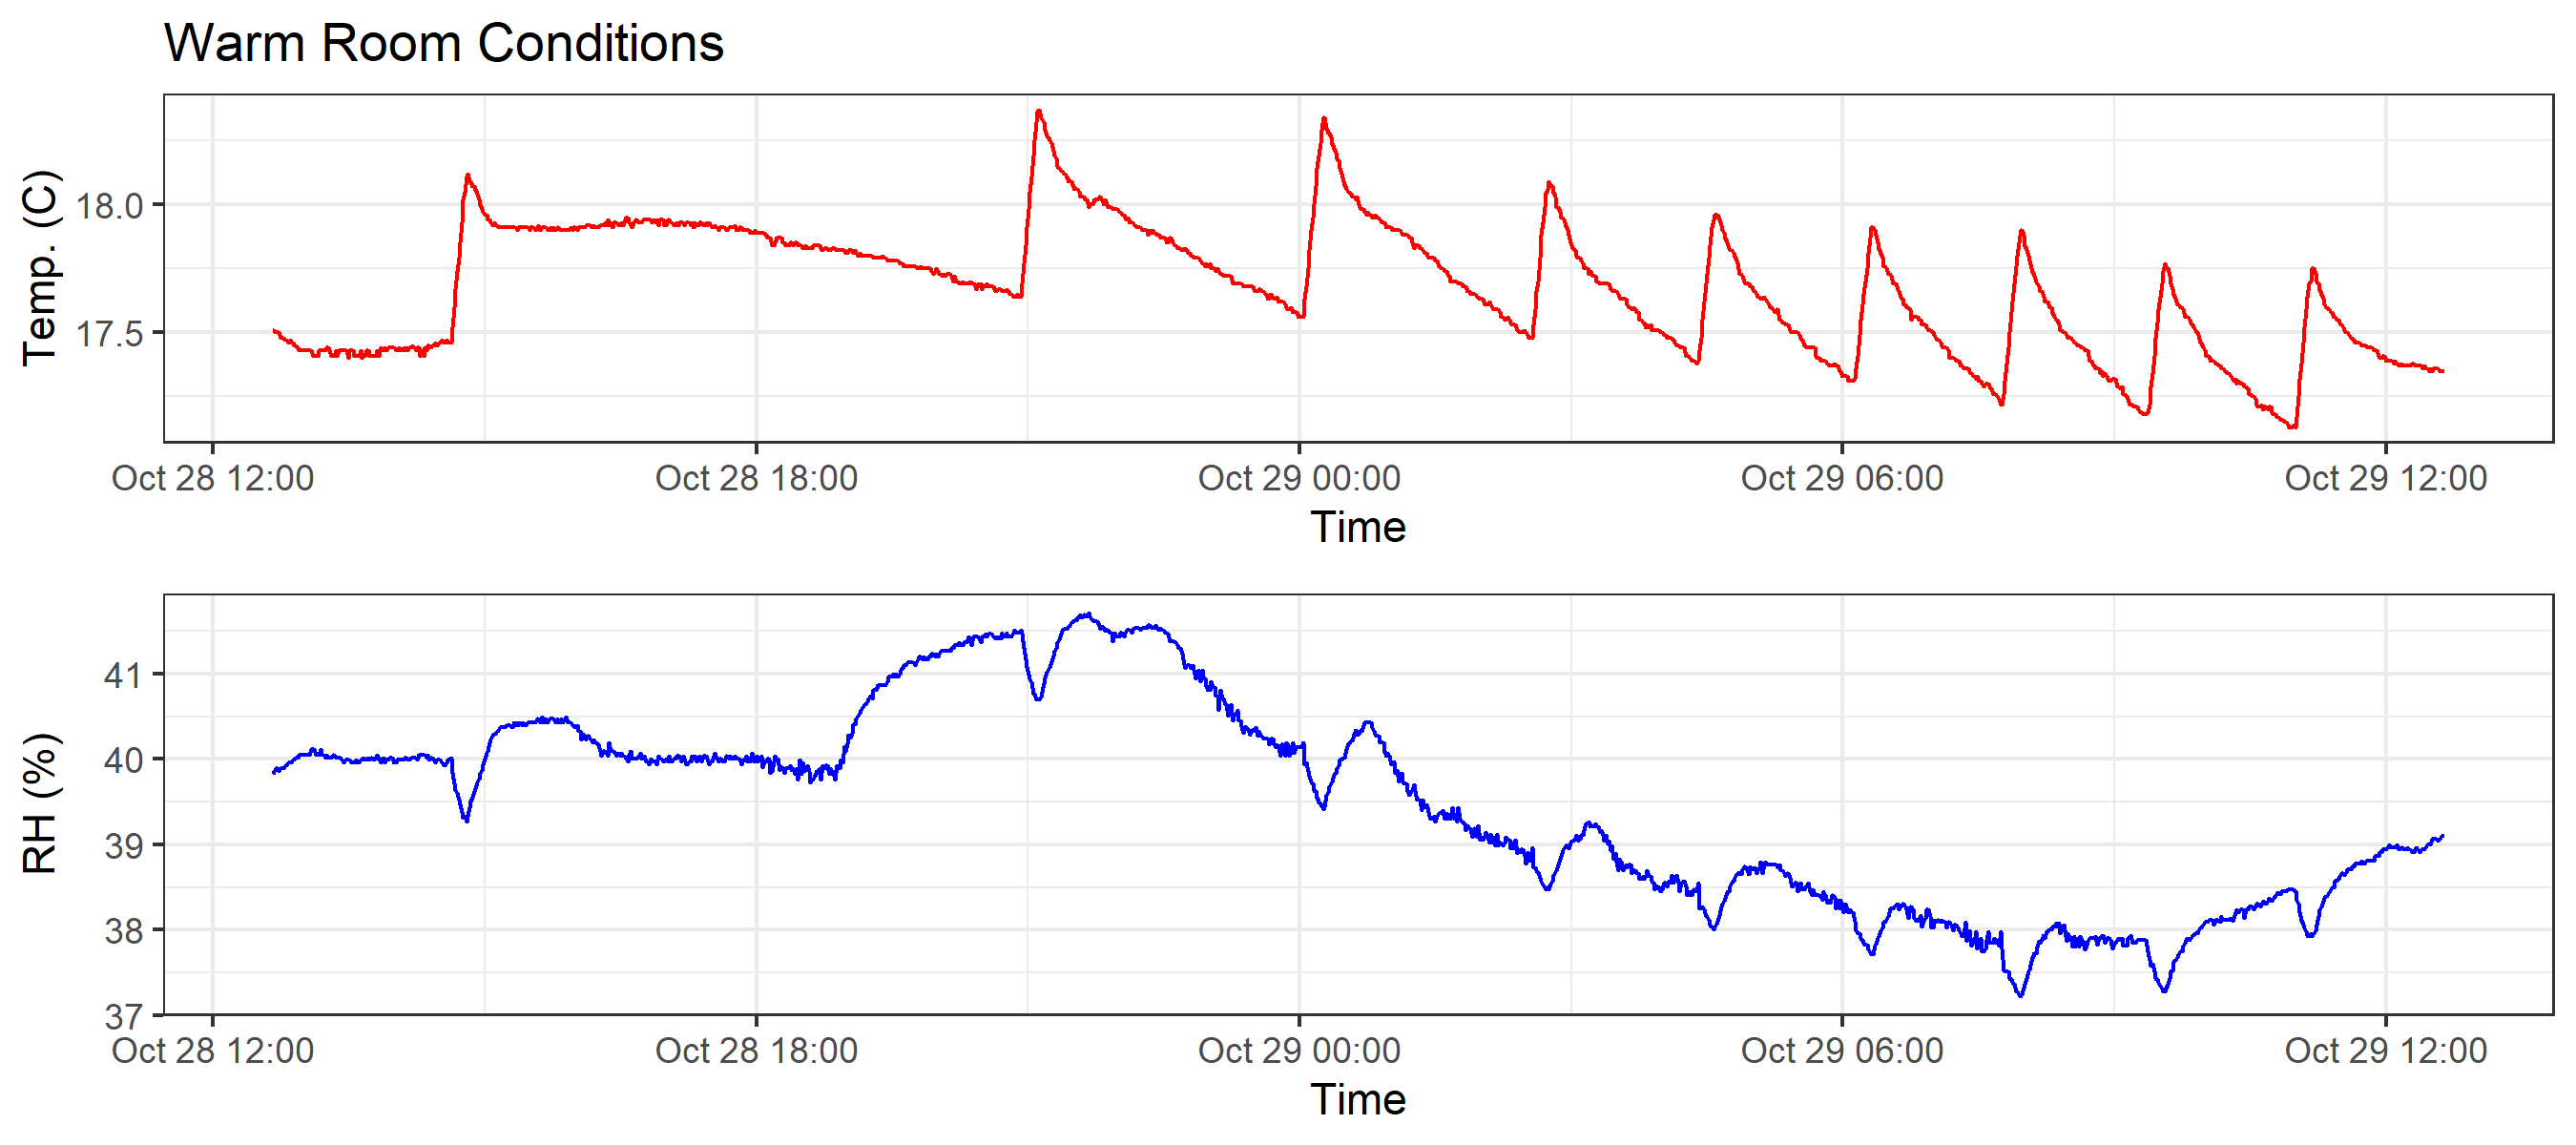 Warm Room Conditions
Temp. (C)
18.0
17.5
Oct 28 12:00 Oct 28 18:00 Oct 29 00:00 Oct 29 06:00 Oct 29 12:00
Time
RH (%)
41
40
39
38
37
Oct 28 12:00 Oct 28 18:00 Oct 29 00:00 Oct 29 06:00 Oct 29 12:00
Time